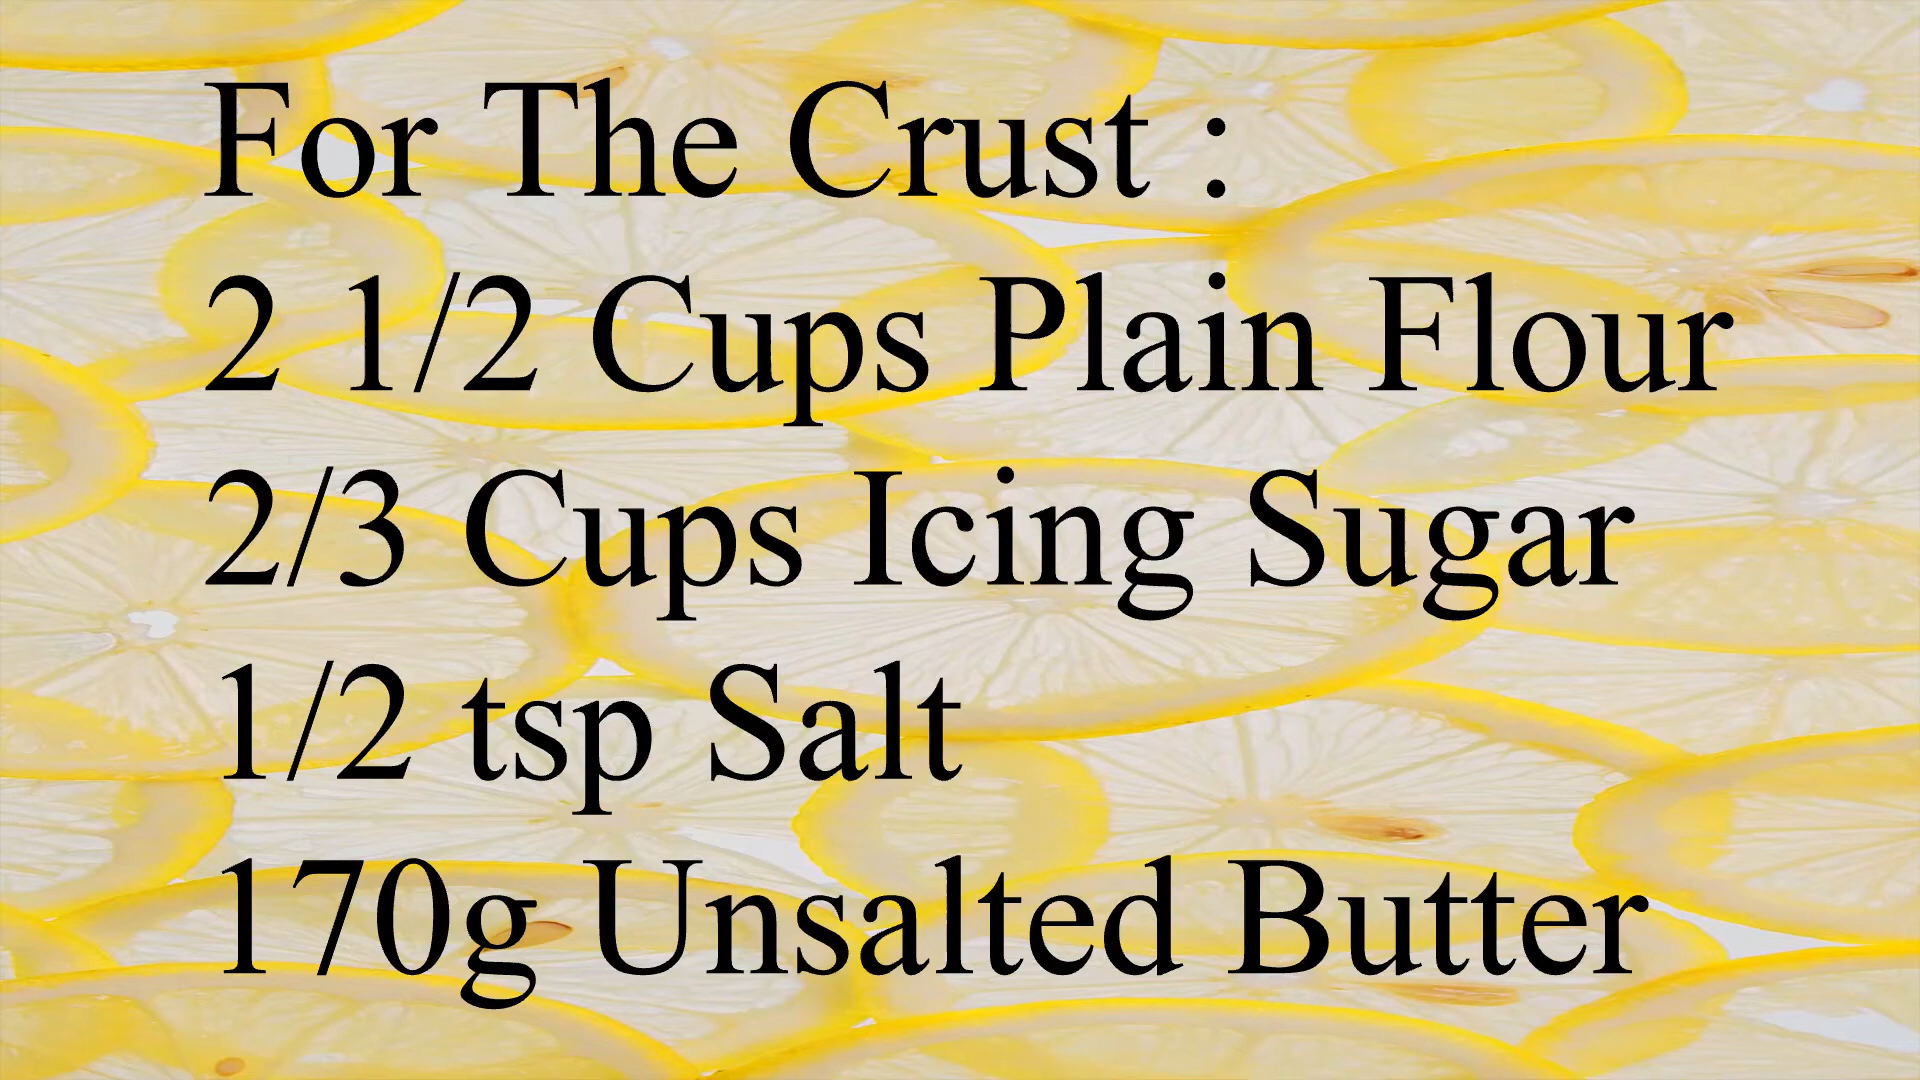 For The Crust :
2 1/2 Cups Plain Flour
2/3 Cups Icing Sugar
1/2 tsp Salt
170g Unsalted Butter